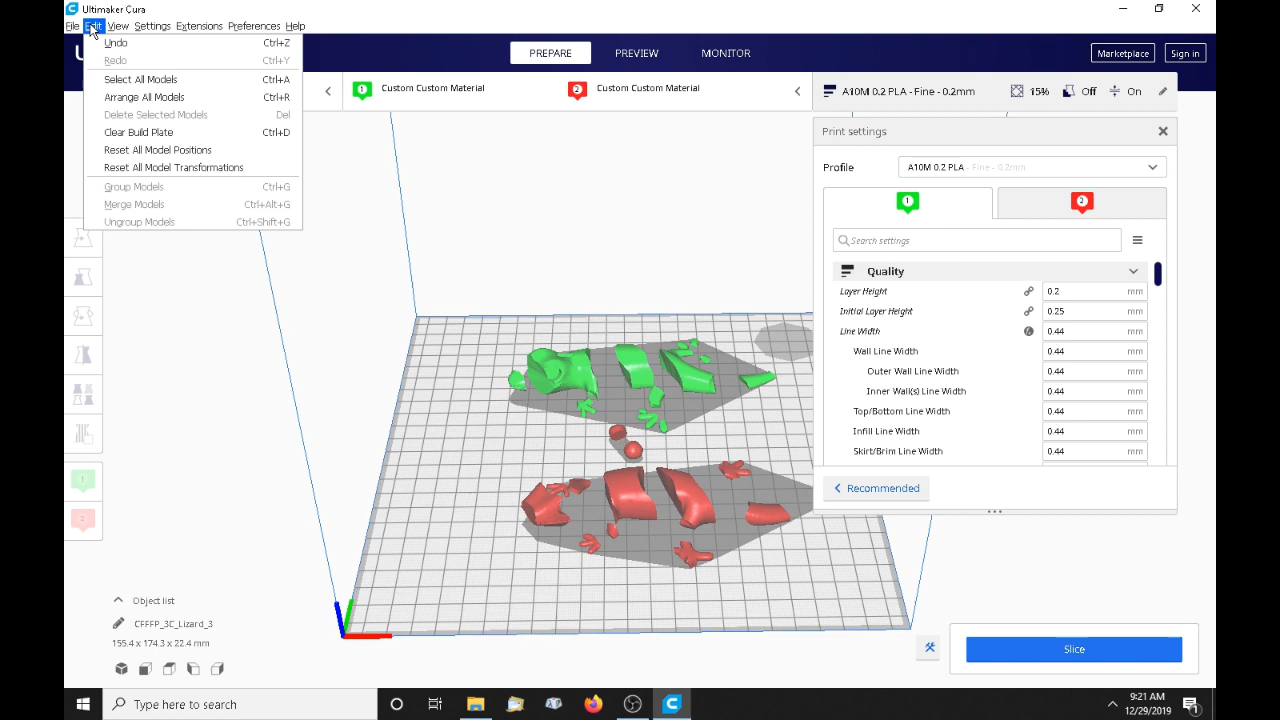 Ultimaker Cura
File Edit View Settings Extensions Preferences Help
Undo Ctrl+Z
Redo Ctrl+Y
Select All Models Ctrl+A
Arrange All Models Ctrl+R
Delete Selected Models Del
Clear Build Plate Ctrl+D
Reset All Model Positions
Reset All Model Transformations
Group Models Ctrl+G
Merge Models Ctrl+Alt+G
Ungroup Models Ctrl+Shift+G
PREPARE PREVIEW MONITOR
Marketplace Sign in
1 Custom Custom Material
2 Custom Custom Material
A10M 0.2 PLA - Fine - 0.2mm 15% Off On
Print settings
Profile A10M 0.2 PLA - Fine - 0.2mm
1 2
Search settings
Quality
Layer Height 0.2 mm
Initial Layer Height 0.25 mm
Line Width 0.44 mm
Wall Line Width 0.44 mm
Outer Wall Line Width 0.44 mm
Inner Wall(s) Line Width 0.44 mm
Top/Bottom Line Width 0.44 mm
Infill Line Width 0.44 mm
Skirt/Brim Line Width 0.44 mm
Recommended
1
2
Object list
CFFFP_3C_Lizard_3
155.4 x 174.3 x 22.4 mm
Slice
Type here to search
9:21 AM
12/29/2019
1